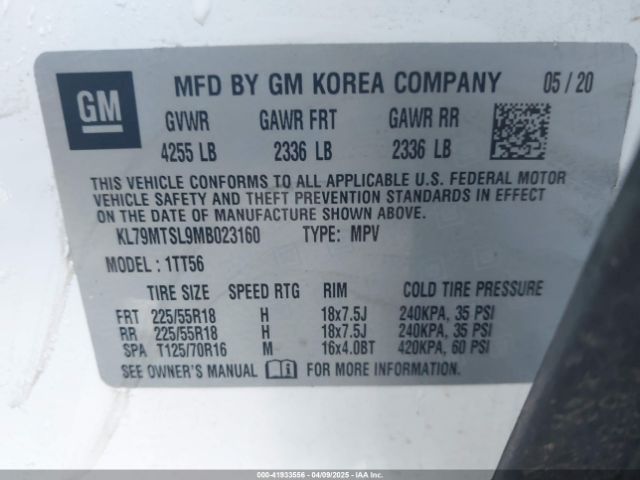 GM
MFD BY GM KOREA COMPANY 05 / 20
GVWR GAWR FRT GAWR RR
4255 LB 2336 LB 2336 LB
THIS VEHICLE CONFORMS TO ALL APPLICABLE U.S. FEDERAL MOTOR
VEHICLE SAFETY AND THEFT PREVENTION STANDARDS IN EFFECT
ON THE DATE OF MANUFACTURE SHOWN ABOVE.
KL79MTSL9MB023160 TYPE: MPV
MODEL : 1TT56
TIRE SIZE SPEED RTG RIM COLD TIRE PRESSURE
FRT 225/55R18 H 18x7.5J 240KPA, 35 PSI
RR 225/55R18 H 18x7.5J 240KPA, 35 PSI
SPA T125/70R16 M 16x4.0BT 420KPA, 60 PSI
SEE OWNER'S MANUAL FOR MORE INFORMATION.
000-41933556 - 04/09/2025 - IAA, Inc.